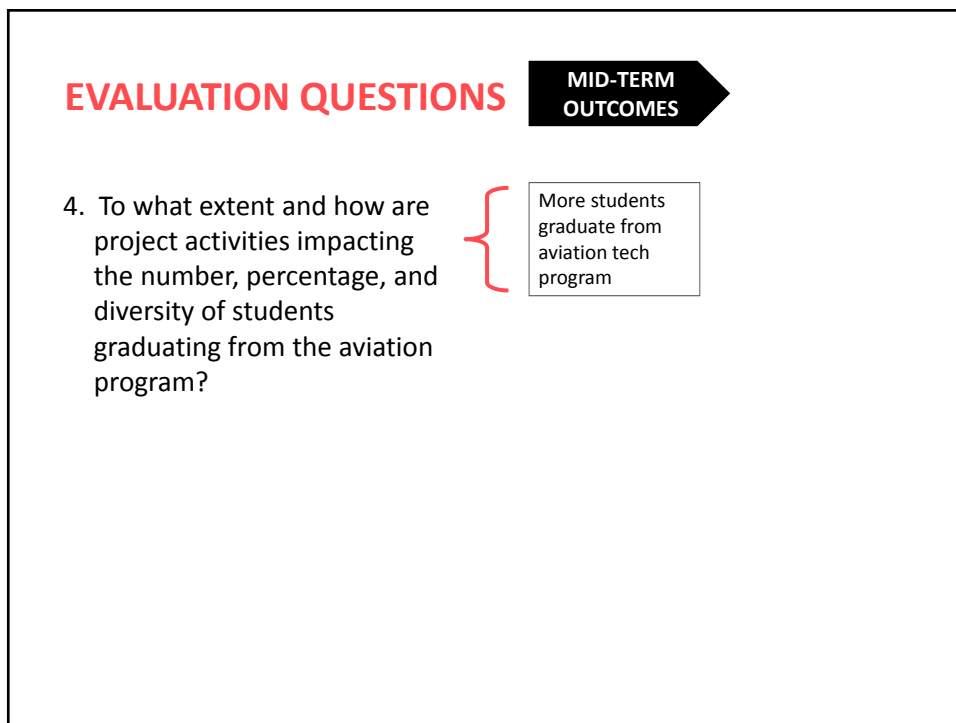 EVALUATION QUESTIONS
MID-TERM
OUTCOMES
4. To what extent and how are
project activities impacting
the number, percentage, and
diversity of students
graduating from the aviation
program?
More students
graduate from
aviation tech
program